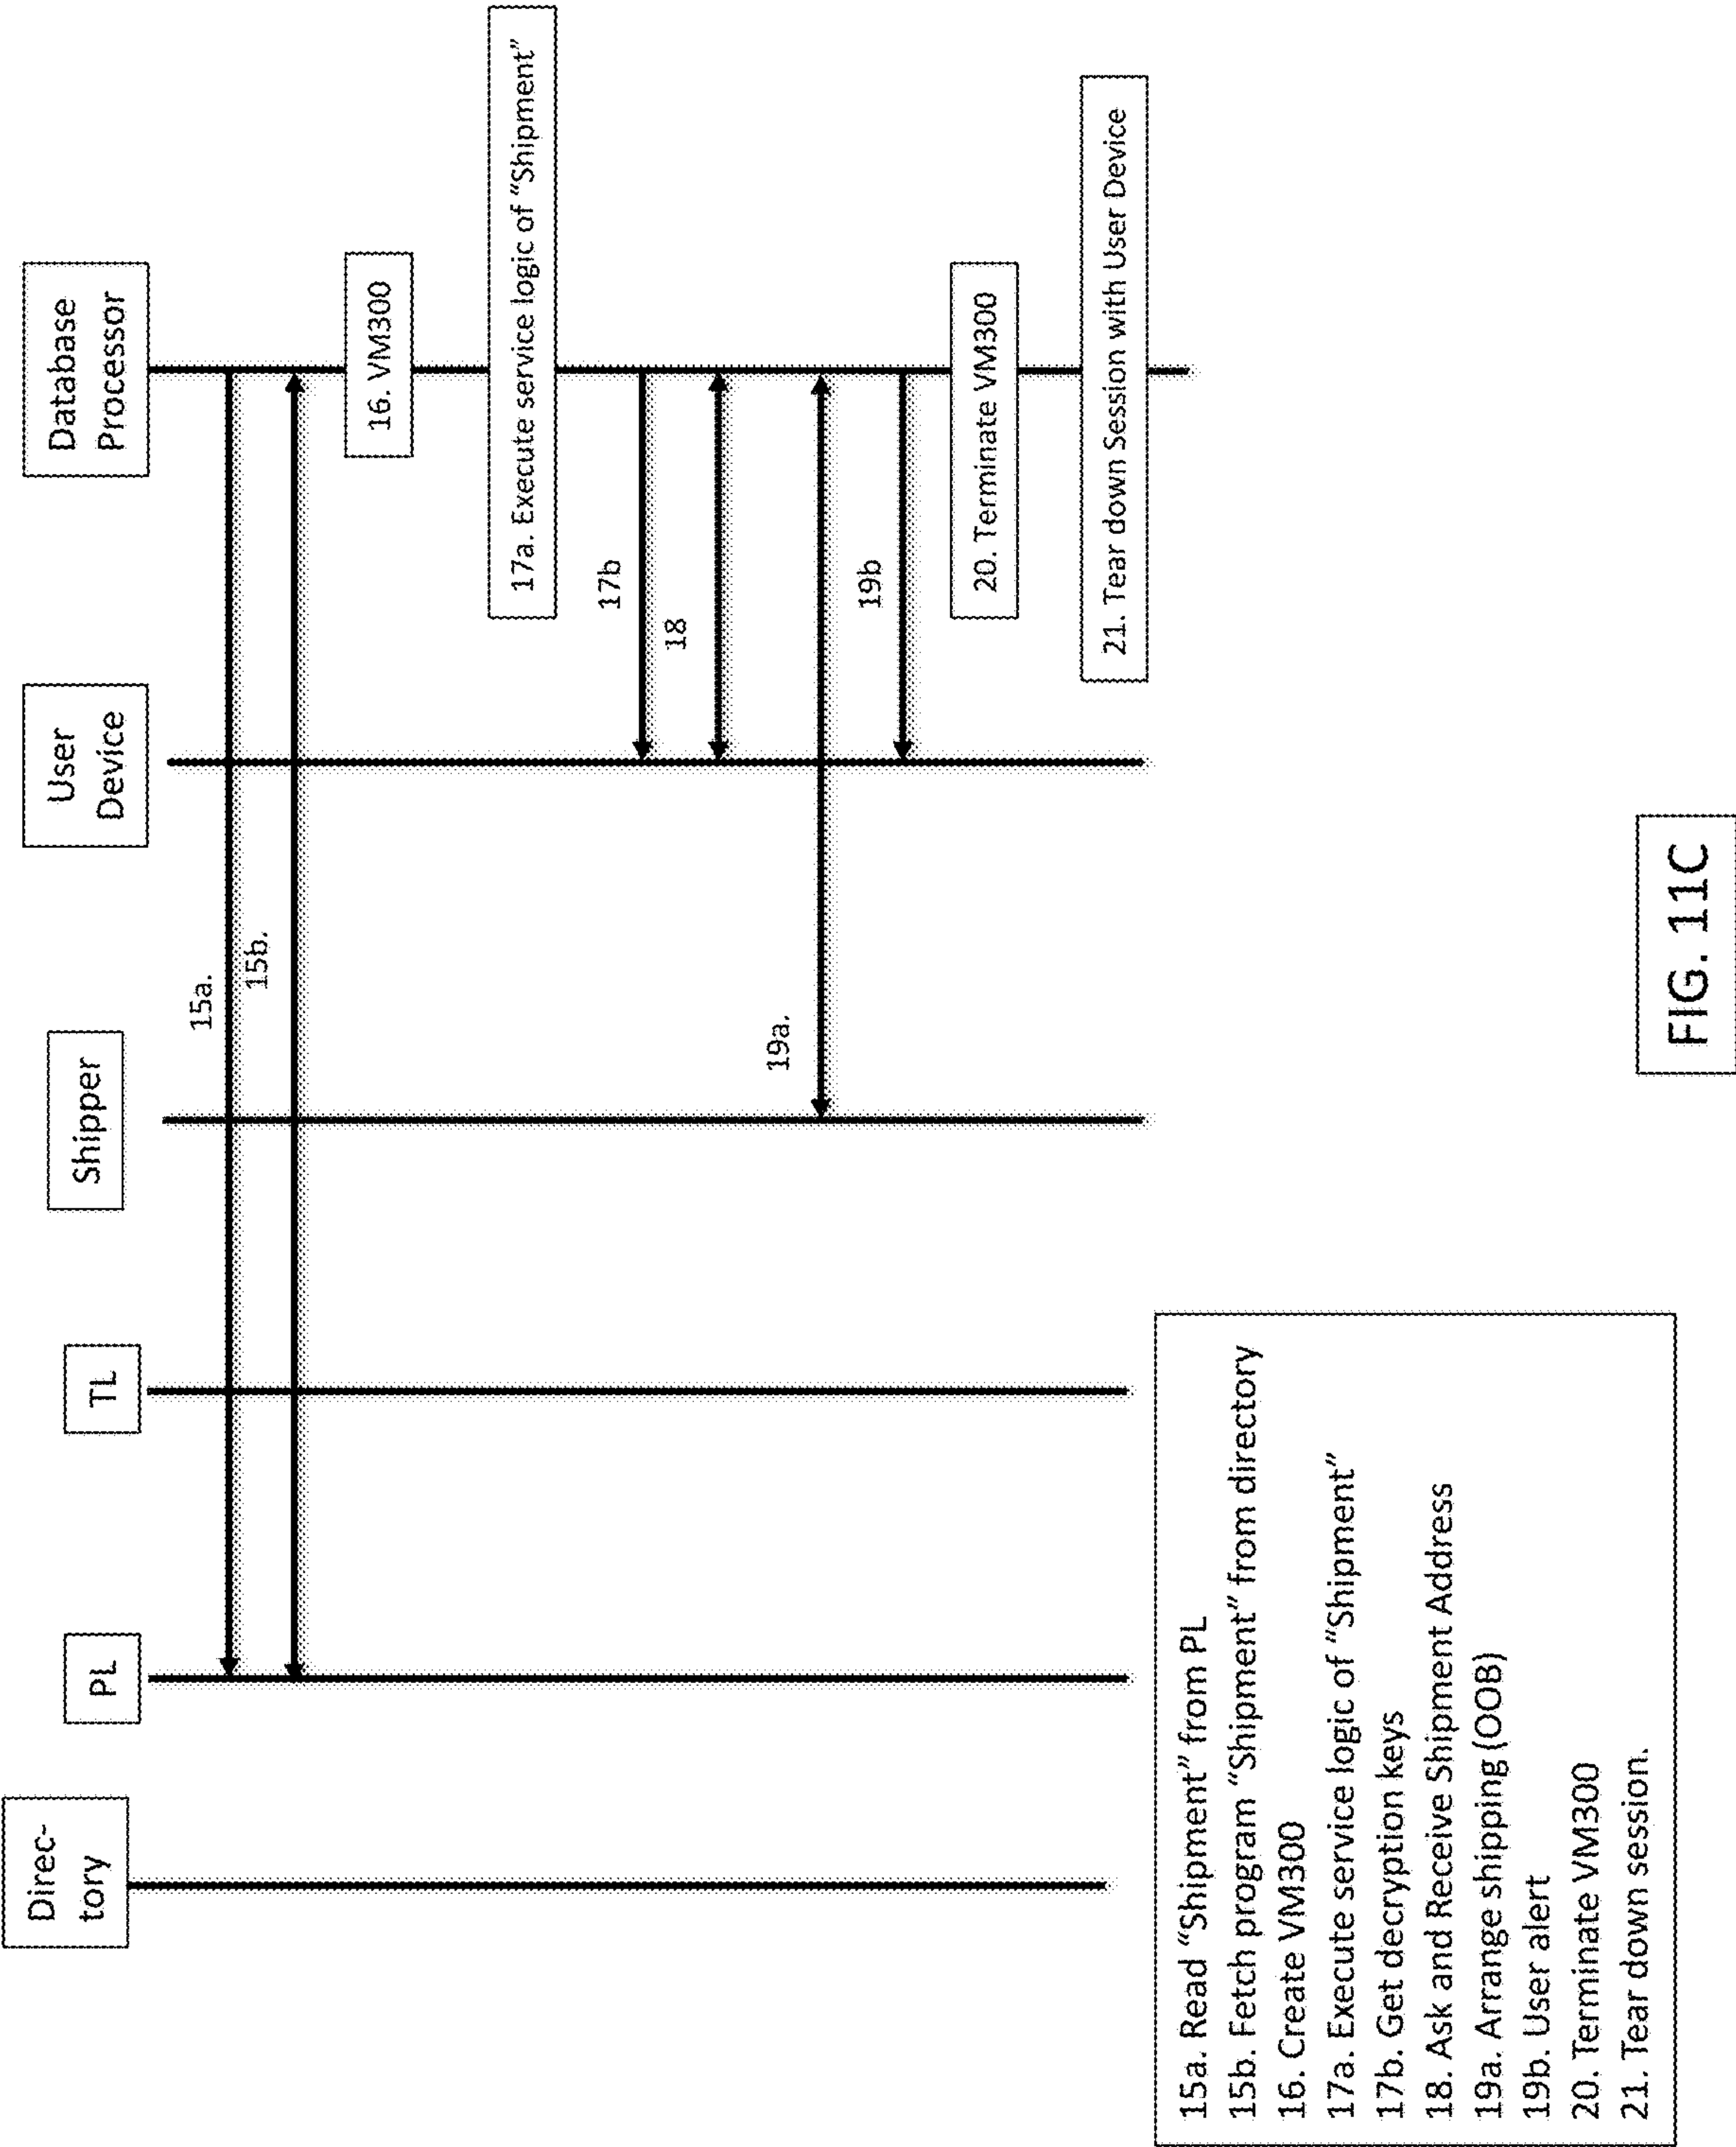 Direc-
tory
PL
TL
Shipper
User
Device
Database
Processor
15a.
15b.
16. VM300
17a. Execute service logic of “Shipment”
17b
18
19a.
19b
20. Terminate VM300
21. Tear down Session with User Device
15a. Read “Shipment” from PL
15b. Fetch program “Shipment” from directory
16. Create VM300
17a. Execute service logic of “Shipment”
17b. Get decryption keys
18. Ask and Receive Shipment Address
19a. Arrange shipping (OOB)
19b. User alert
20. Terminate VM300
21. Tear down session.
FIG. 11C